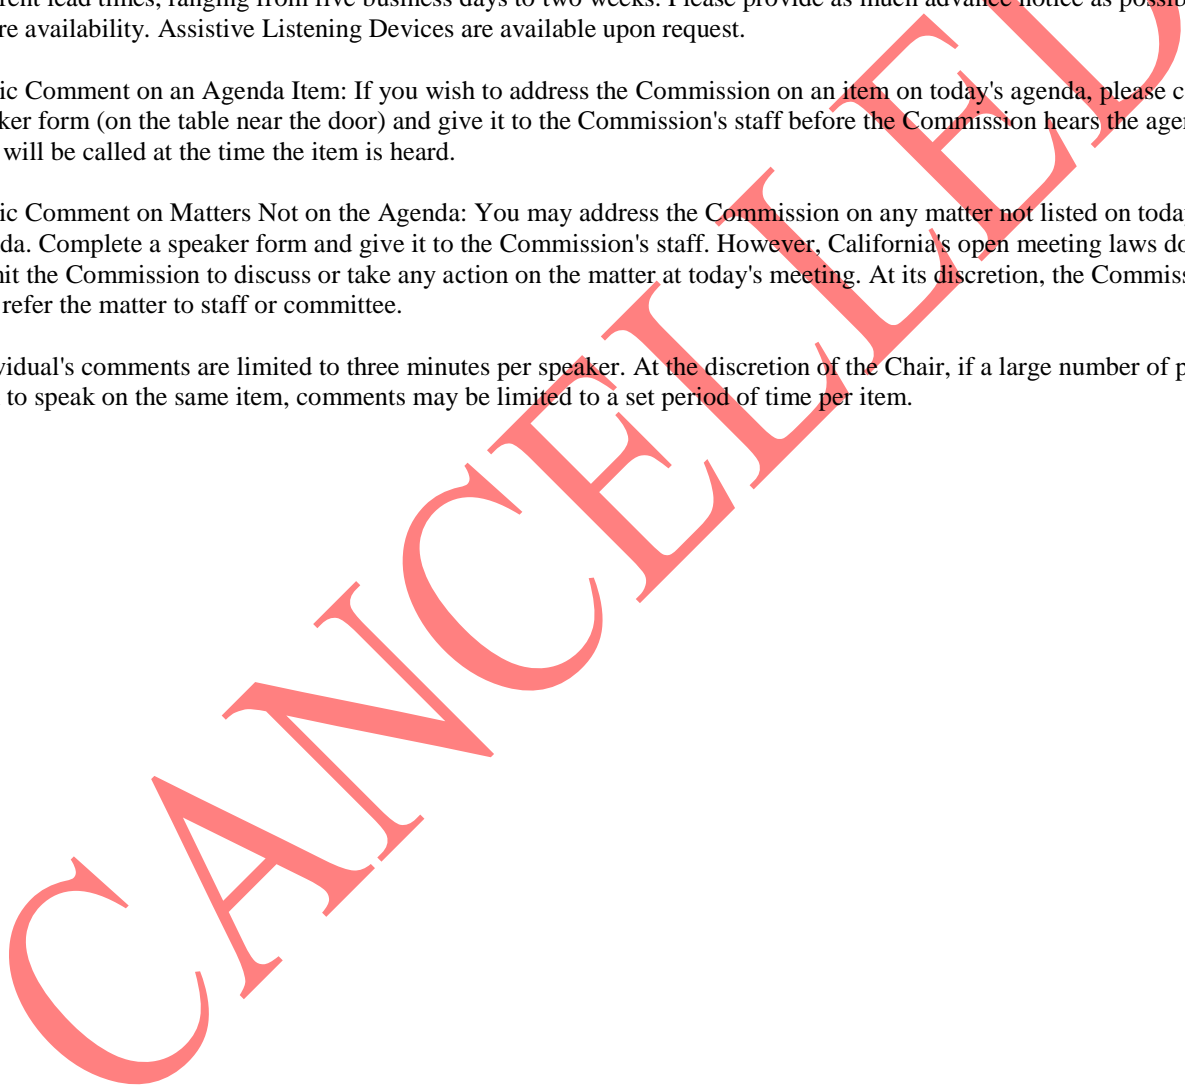 rent lead times, ranging from five business days to two weeks. Please provide as much advance notice as possib
re availability. Assistive Listening Devices are available upon request.
ic Comment on an Agenda Item: If you wish to address the Commission on an item on today's agenda, please c
ker form (on the table near the door) and give it to the Commission's staff before the Commission hears the agen
will be called at the time the item is heard.
ic Comment on Matters Not on the Agenda: You may address the Commission on any matter not listed on today
da. Complete a speaker form and give it to the Commission's staff. However, California's open meeting laws do
nit the Commission to discuss or take any action on the matter at today's meeting. At its discretion, the Commiss
refer the matter to staff or committee.
vidual's comments are limited to three minutes per speaker. At the discretion of the Chair, if a large number of p
to speak on the same item, comments may be limited to a set period of time per item.
CANCELLED